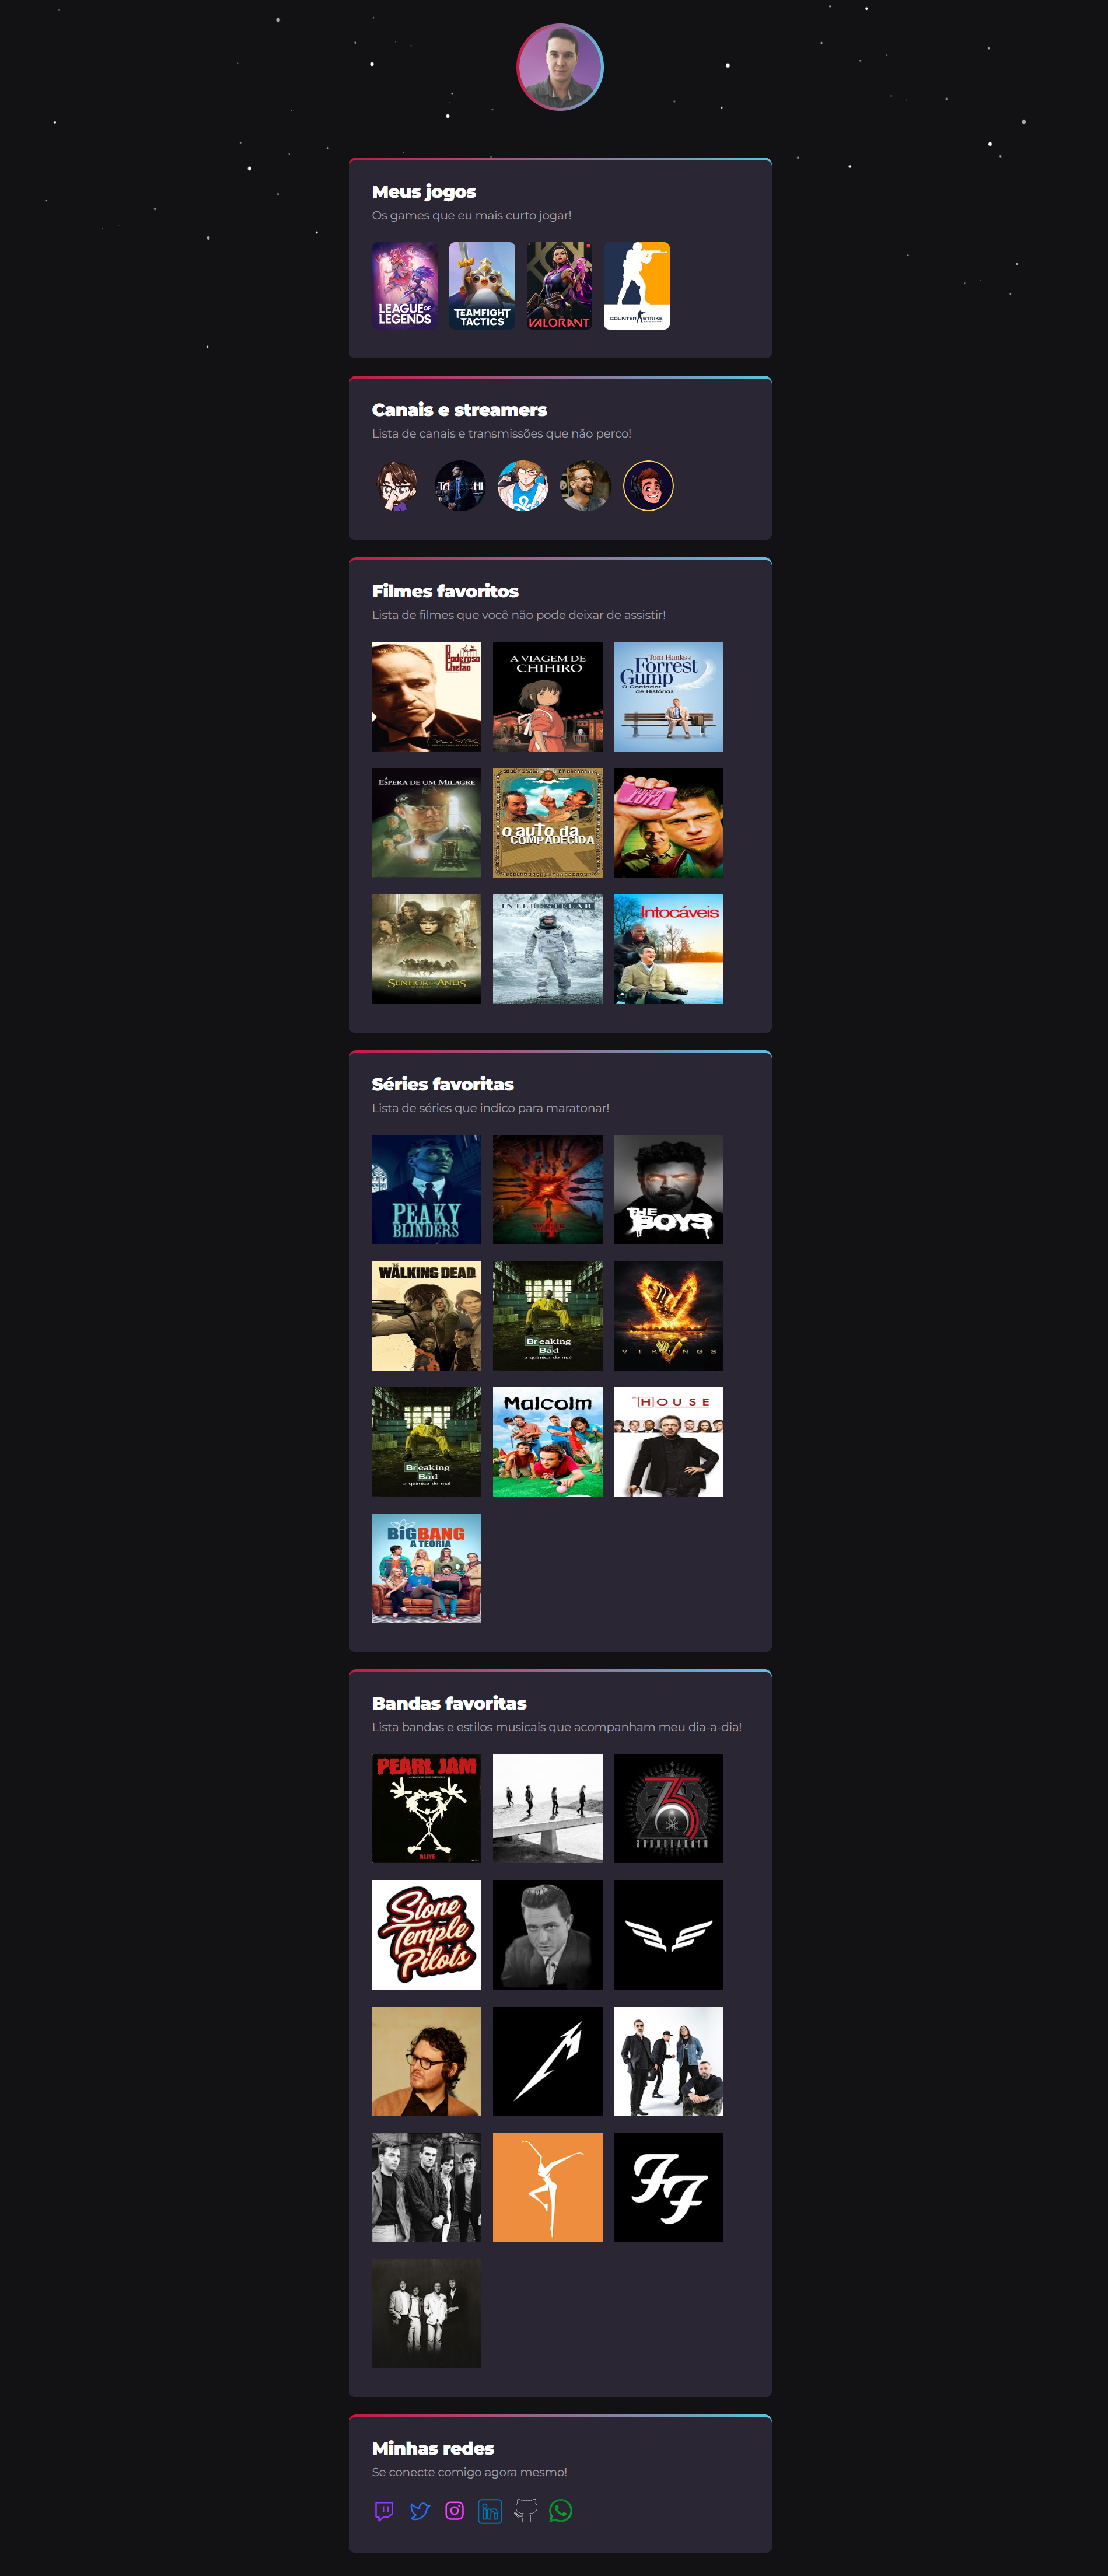 Meus jogos
Os games que eu mais curto jogar!
LEAGUE OF
LEGENDS
TEAMFIGHT
TACTICS
VALORANT
COUNTER STRIKE
Canais e streamers
Lista de canais e transmissões que não perco!
Filmes favoritos
Lista de filmes que você não pode deixar de assistir!
O
Poderoso
Chefão
A VIAGEM DE
CHIHIRO
Tom Hanks é
Forrest
Gump
O Contador
de Histórias
À
ESPERA DE UM MILAGRE
o auto da
COMPADECIDA
LUTA
SENHOR DOS ANÉIS
INTERESTELAR
Intocáveis
Séries favoritas
Lista de séries que indico para maratonar!
PEAKY
BLINDERS
THE
BOYS
THE
WALKING DEAD
Breaking
Bad
a química do mal
VIKINGS
Breaking
Bad
a química do mal
Malcolm
HOUSE
BIG BANG
A TEORIA
Bandas favoritas
Lista bandas e estilos musicais que acompanham meu dia-a-dia!
PEARL JAM
ALIVE
35
Stone
Temple
Pilots
FF
Minhas redes
Se conecte comigo agora mesmo!
in